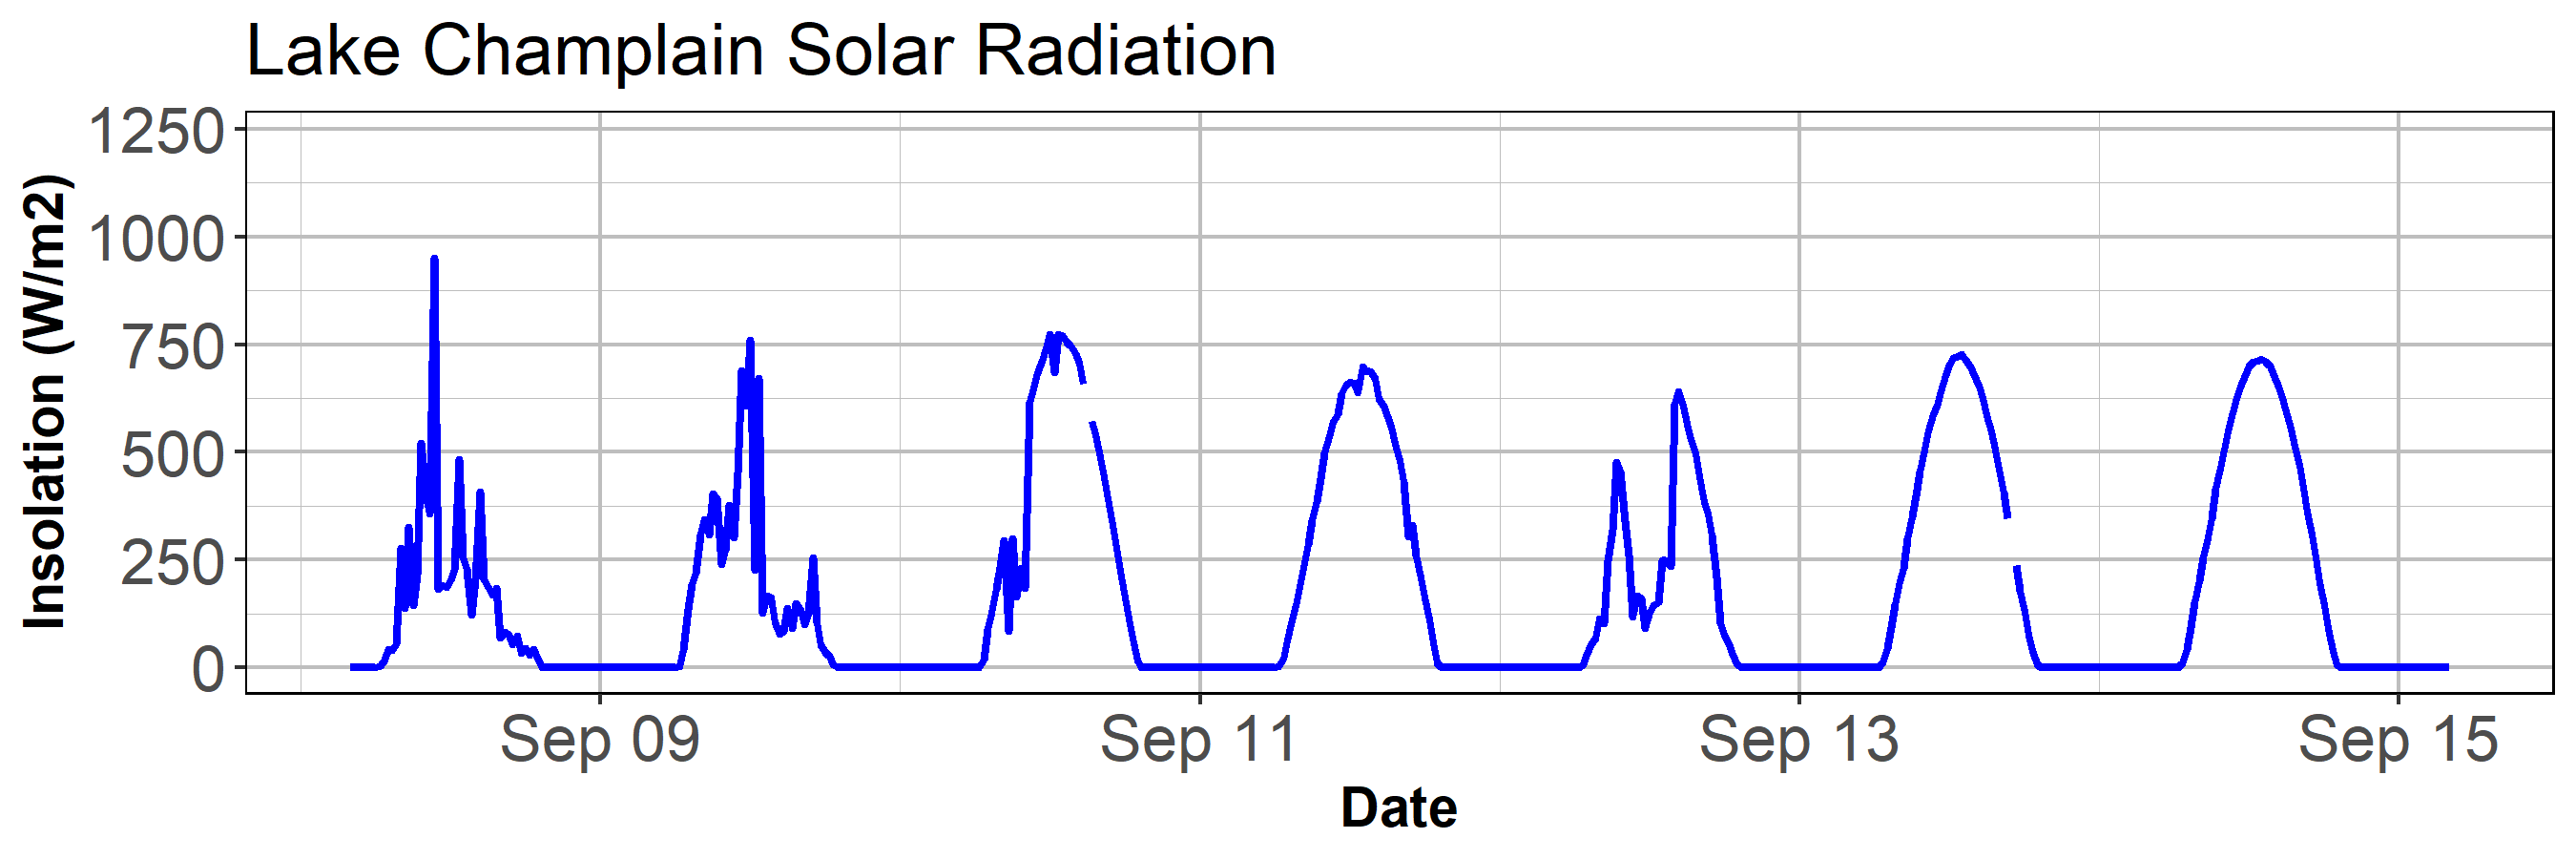 Lake Champlain Solar Radiation
1250
1000
750
500
250
0
Insolation (W/m2)
Sep 09
Sep 11
Sep 13
Sep 15
Date